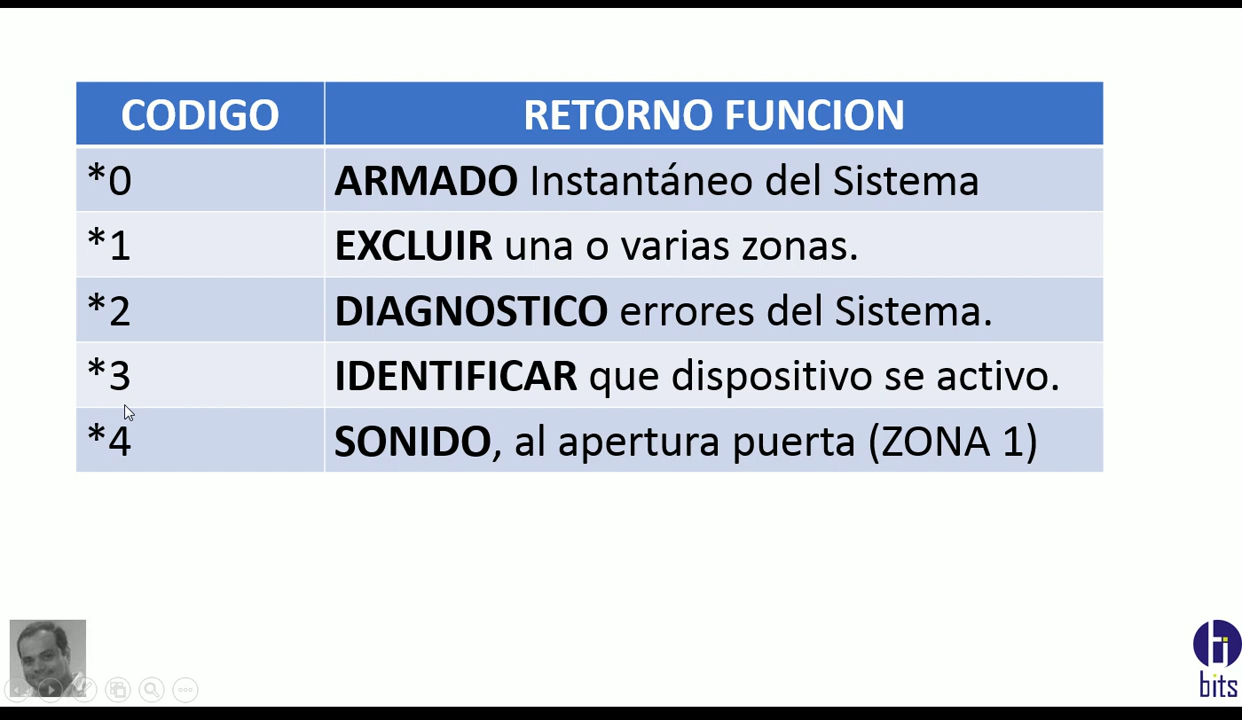 CODIGO RETORNO FUNCION
*0 ARMADO Instantáneo del Sistema
*1 EXCLUIR una o varias zonas.
*2 DIAGNOSTICO errores del Sistema.
*3 IDENTIFICAR que dispositivo se activo.
*4 SONIDO, al apertura puerta (ZONA 1)
bits